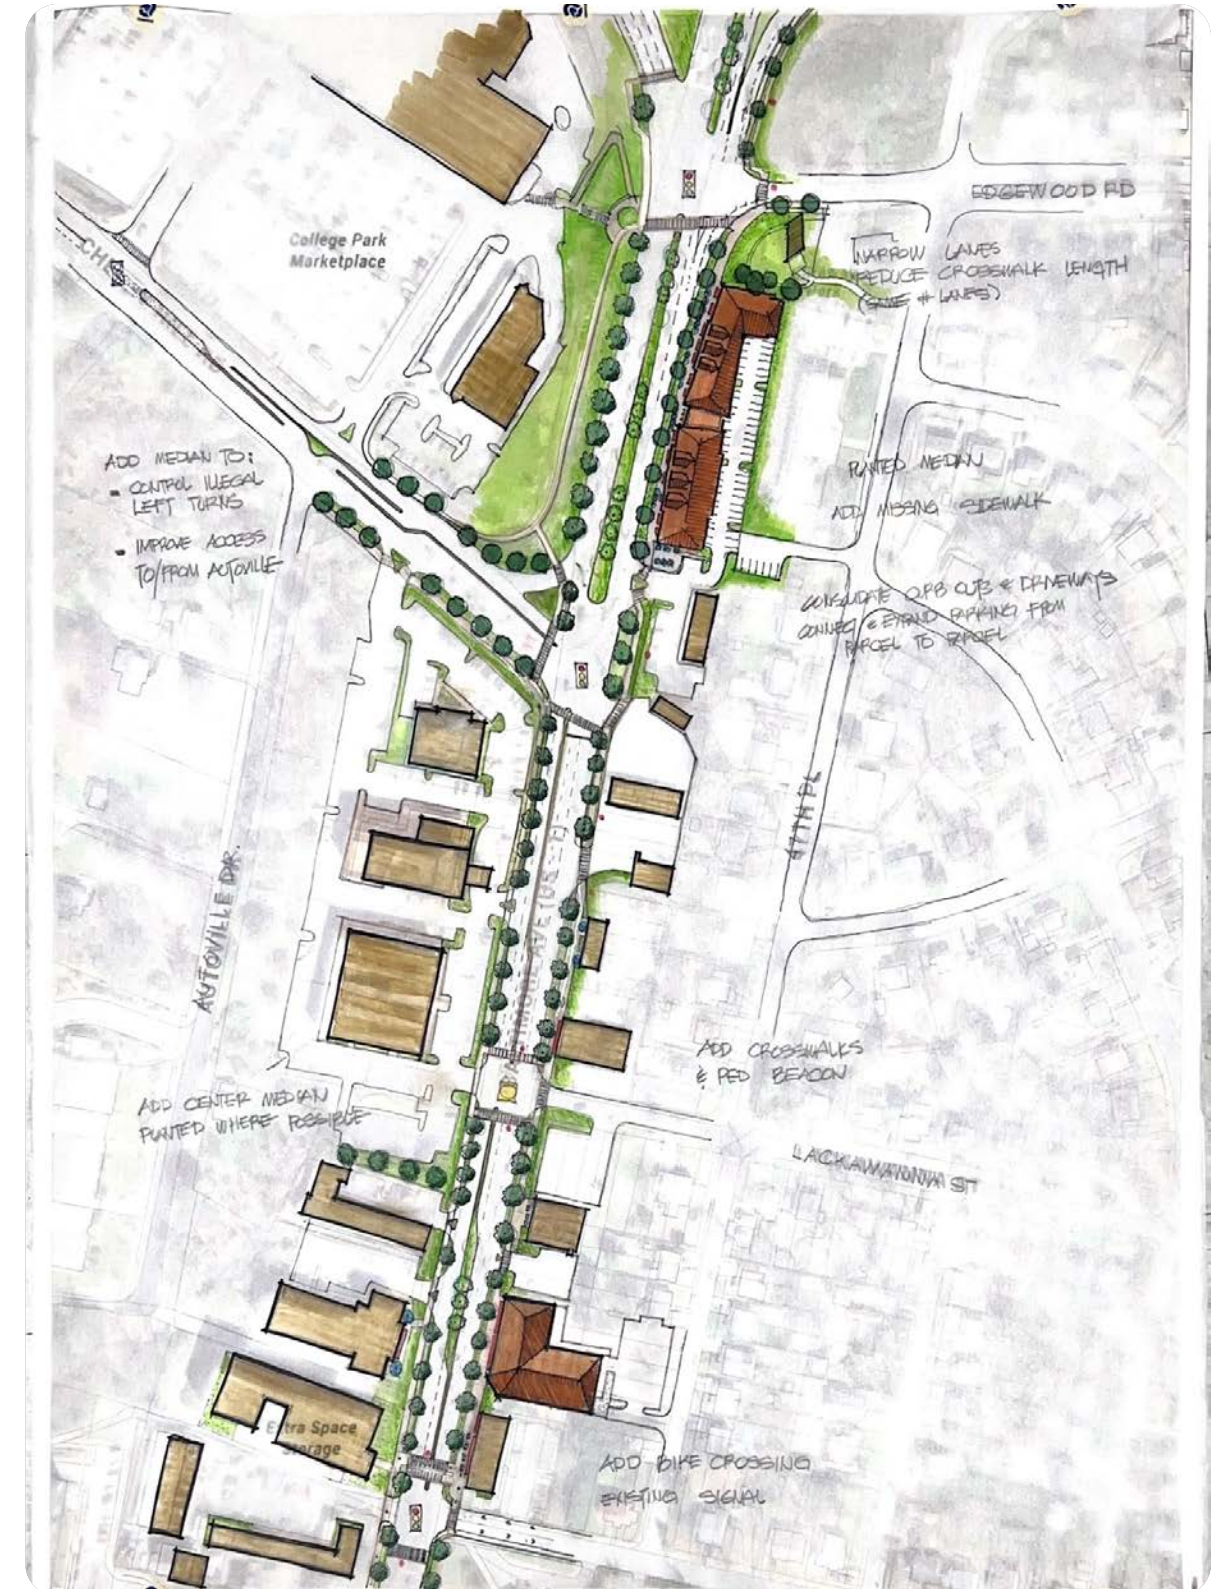 EDGEWOOD RD
College Park
Marketplace
NARROW LANES
REDUCE CROSSWALK LENGTH
(SAME # LANES)
ADD MEDIAN TO:
- CONTROL ILLEGAL
LEFT TURNS
- IMPROVE ACCESS
TO/FROM AUTOVILLE
PLANTED MEDIAN
ADD MISSING SIDEWALK
CONSOLIDATE CURB CUTS & DRIVEWAYS
CONNECT & EXPAND PARKING FROM
PARCEL TO PARCEL
47TH PL
AUTOVILLE DR.
ADD CROSSWALKS
& PED BEACON
ADD CENTER MEDIAN
PLANTED WHERE POSSIBLE
LACKAWANNA ST
Extra Space
Storage
ADD BIKE CROSSING
EXISTING SIGNAL